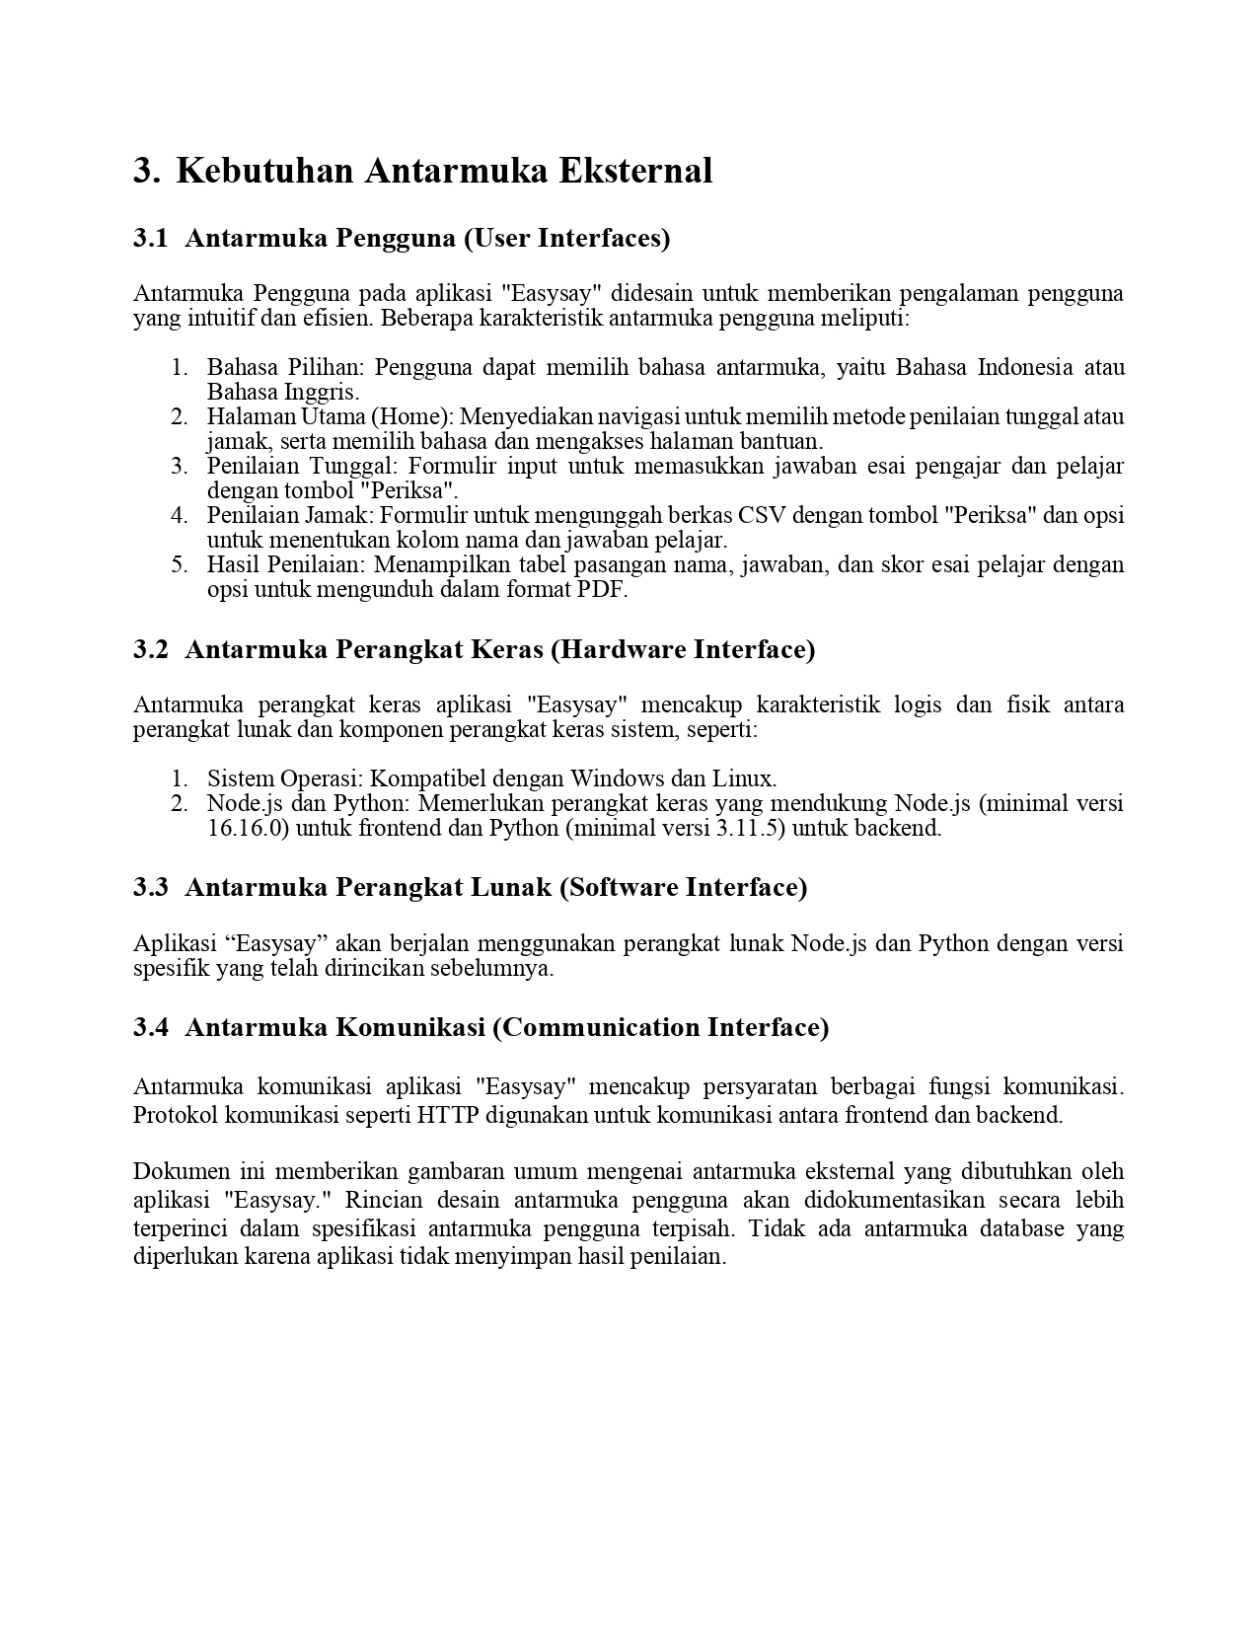 3. Kebutuhan Antarmuka Eksternal
3.1 Antarmuka Pengguna (User Interfaces)
Antarmuka Pengguna pada aplikasi "Easysay" didesain untuk memberikan pengalaman pengguna
yang intuitif dan efisien. Beberapa karakteristik antarmuka pengguna meliputi:
1. Bahasa Pilihan: Pengguna dapat memilih bahasa antarmuka, yaitu Bahasa Indonesia atau
Bahasa Inggris.
2. Halaman Utama (Home): Menyediakan navigasi untuk memilih metode penilaian tunggal atau
jamak, serta memilih bahasa dan mengakses halaman bantuan.
3. Penilaian Tunggal: Formulir input untuk memasukkan jawaban esai pengajar dan pelajar
dengan tombol "Periksa".
4. Penilaian Jamak: Formulir untuk mengunggah berkas CSV dengan tombol "Periksa" dan opsi
untuk menentukan kolom nama dan jawaban pelajar.
5. Hasil Penilaian: Menampilkan tabel pasangan nama, jawaban, dan skor esai pelajar dengan
opsi untuk mengunduh dalam format PDF.
3.2 Antarmuka Perangkat Keras (Hardware Interface)
Antarmuka perangkat keras aplikasi "Easysay" mencakup karakteristik logis dan fisik antara
perangkat lunak dan komponen perangkat keras sistem, seperti:
1. Sistem Operasi: Kompatibel dengan Windows dan Linux.
2. Node.js dan Python: Memerlukan perangkat keras yang mendukung Node.js (minimal versi
16.16.0) untuk frontend dan Python (minimal versi 3.11.5) untuk backend.
3.3 Antarmuka Perangkat Lunak (Software Interface)
Aplikasi “Easysay” akan berjalan menggunakan perangkat lunak Node.js dan Python dengan versi
spesifik yang telah dirincikan sebelumnya.
3.4 Antarmuka Komunikasi (Communication Interface)
Antarmuka komunikasi aplikasi "Easysay" mencakup persyaratan berbagai fungsi komunikasi.
Protokol komunikasi seperti HTTP digunakan untuk komunikasi antara frontend dan backend.
Dokumen ini memberikan gambaran umum mengenai antarmuka eksternal yang dibutuhkan oleh
aplikasi "Easysay." Rincian desain antarmuka pengguna akan didokumentasikan secara lebih
terperinci dalam spesifikasi antarmuka pengguna terpisah. Tidak ada antarmuka database yang
diperlukan karena aplikasi tidak menyimpan hasil penilaian.